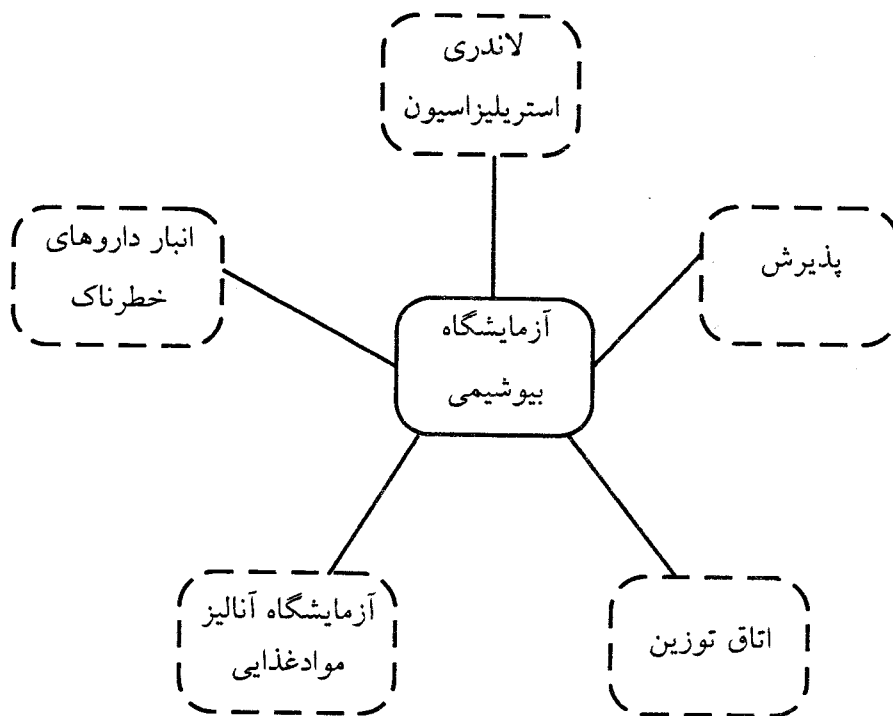 لاندری
استریلیزاسیون
پذیرش
انبار داروهای
خطرناک
آزمایشگاه
بیوشیمی
آزمایشگاه آنالیز
موادغذایی
اتاق توزین